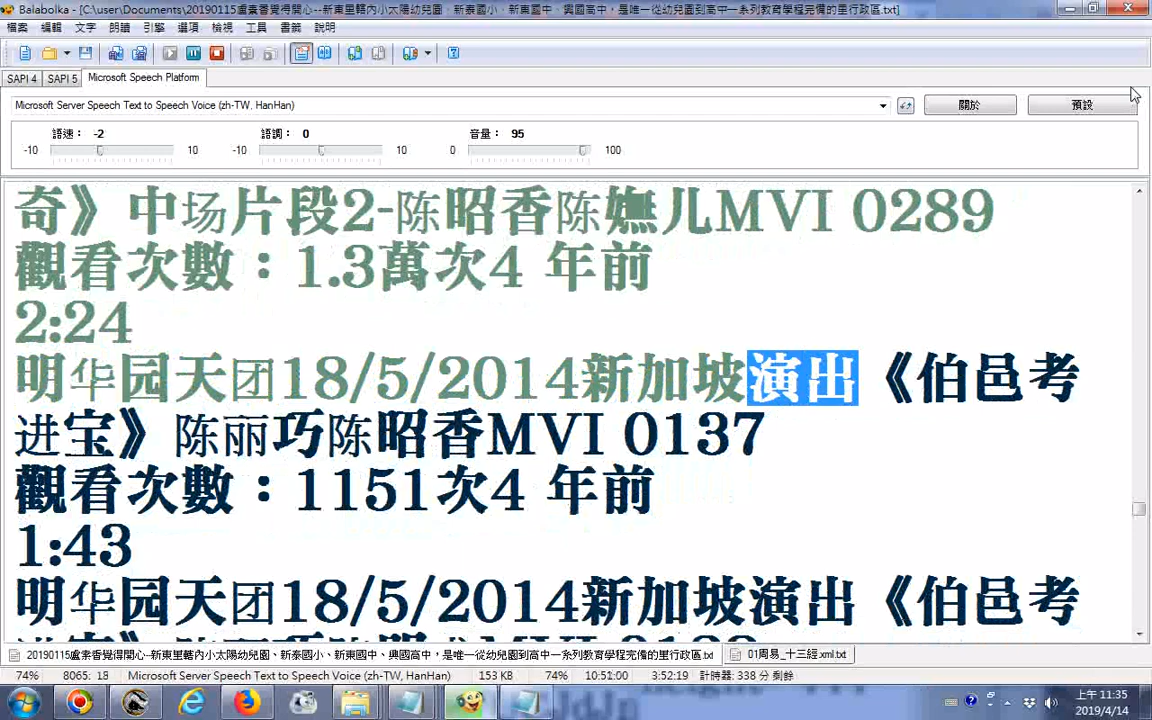 Balabolka - [C:\user\Documents\20190115盧素香覺得開心--新東里轄內小太陽幼兒園、新泰國小、新東國中、興國高中，是唯一從幼兒園到高中一系列教育學程完備的里行政區.txt]
檔案 編輯 文字 朗讀 引擎 選項 檢視 工具 書籤 說明
SAPI 4 SAPI 5 Microsoft Speech Platform
Microsoft Server Speech Text to Speech Voice (zh-TW, HanHan) 關於 預設
語速： -2 語調： 0 音量： 95
-10 10 -10 10 0 100
奇》中场片段2-陈昭香陈嫵儿MVI 0289
觀看次數：1.3萬次4 年前
2:24
明华园天团18/5/2014新加坡演出《伯邑考
进宝》陈丽巧陈昭香MVI 0137
觀看次數：1151次4 年前
1:43
明华园天团18/5/2014新加坡演出《伯邑考
20190115盧素香覺得開心--新東里轄內小太陽幼兒園、新泰國小、新東國中、興國高中，是唯一從幼兒園到高中一系列教育學程完備的里行政區.txt 01周易_十三經.xml.txt
74% 8065: 18 Microsoft Server Speech Text to Speech Voice (zh-TW, HanHan) 153 KB 74% 10:51:00 3:52:19 計時器: 338 分 剩餘
上午 11:35
2019/4/14